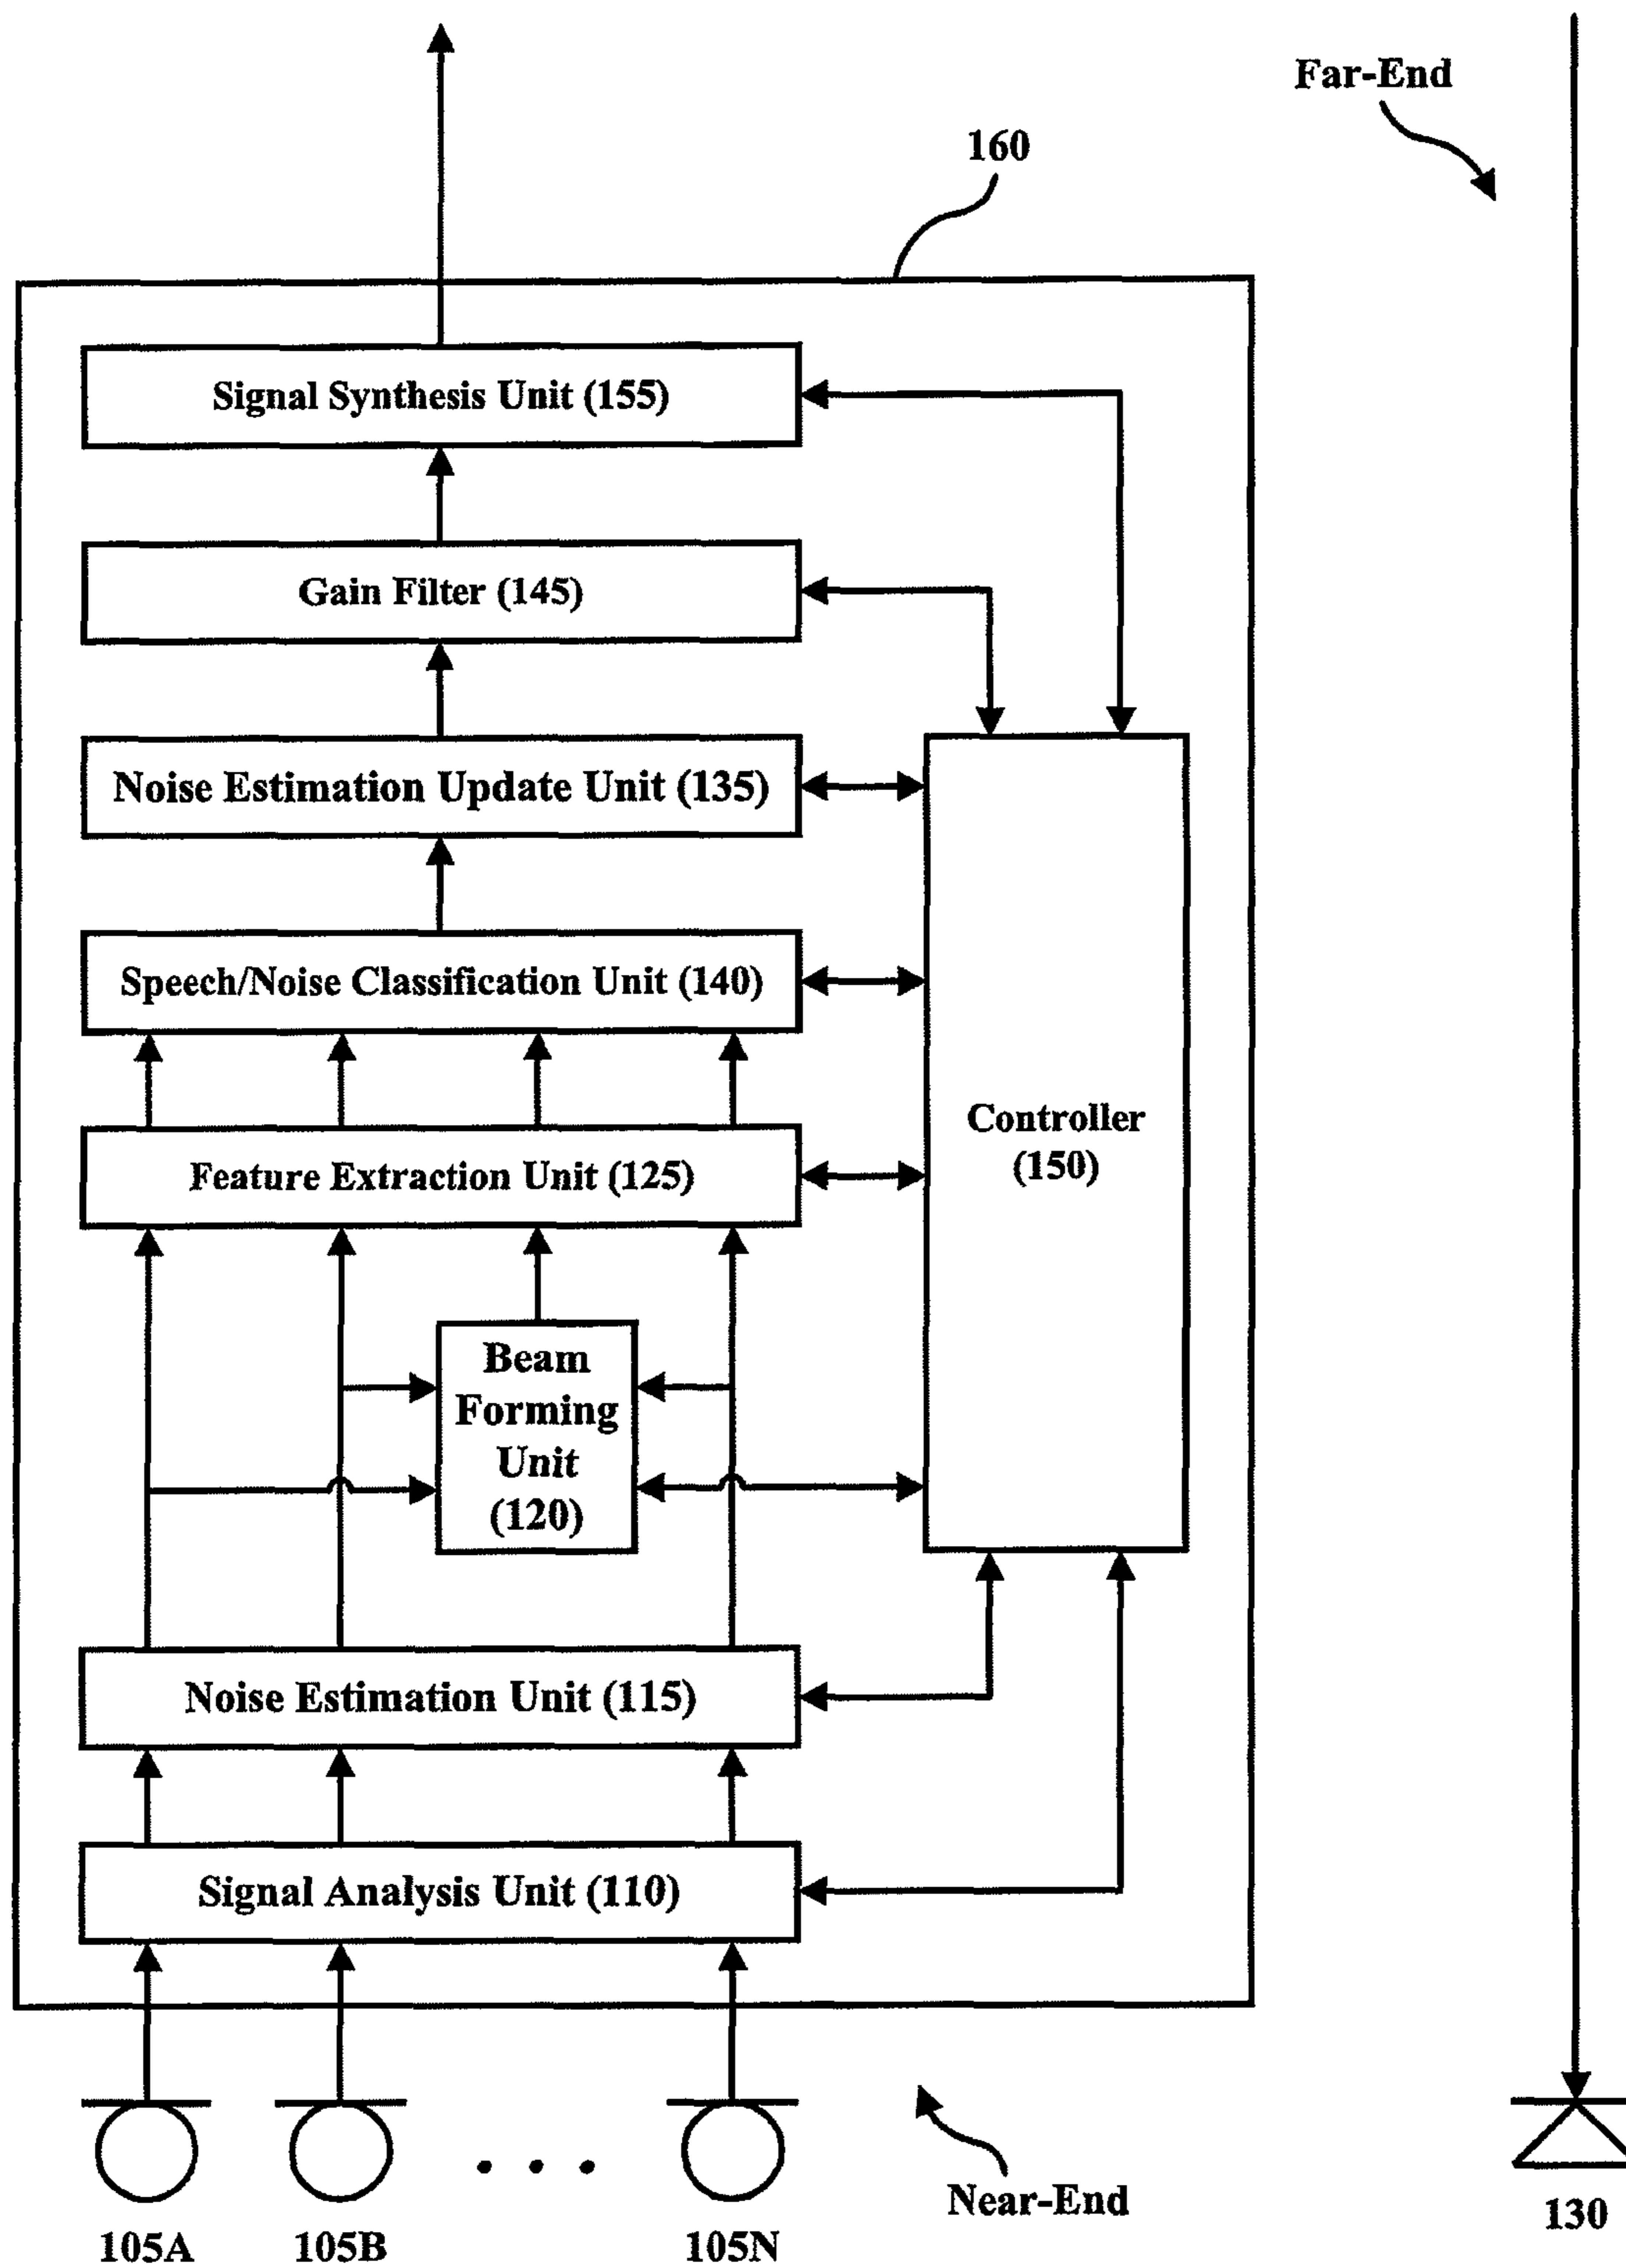 Far-End
160
Signal Synthesis Unit (155)
Gain Filter (145)
Noise Estimation Update Unit (135)
Speech/Noise Classification Unit (140)
Controller
(150)
Feature Extraction Unit (125)
Beam
Forming
Unit
(120)
Noise Estimation Unit (115)
Signal Analysis Unit (110)
Near-End
105A
105B
. . .
105N
130